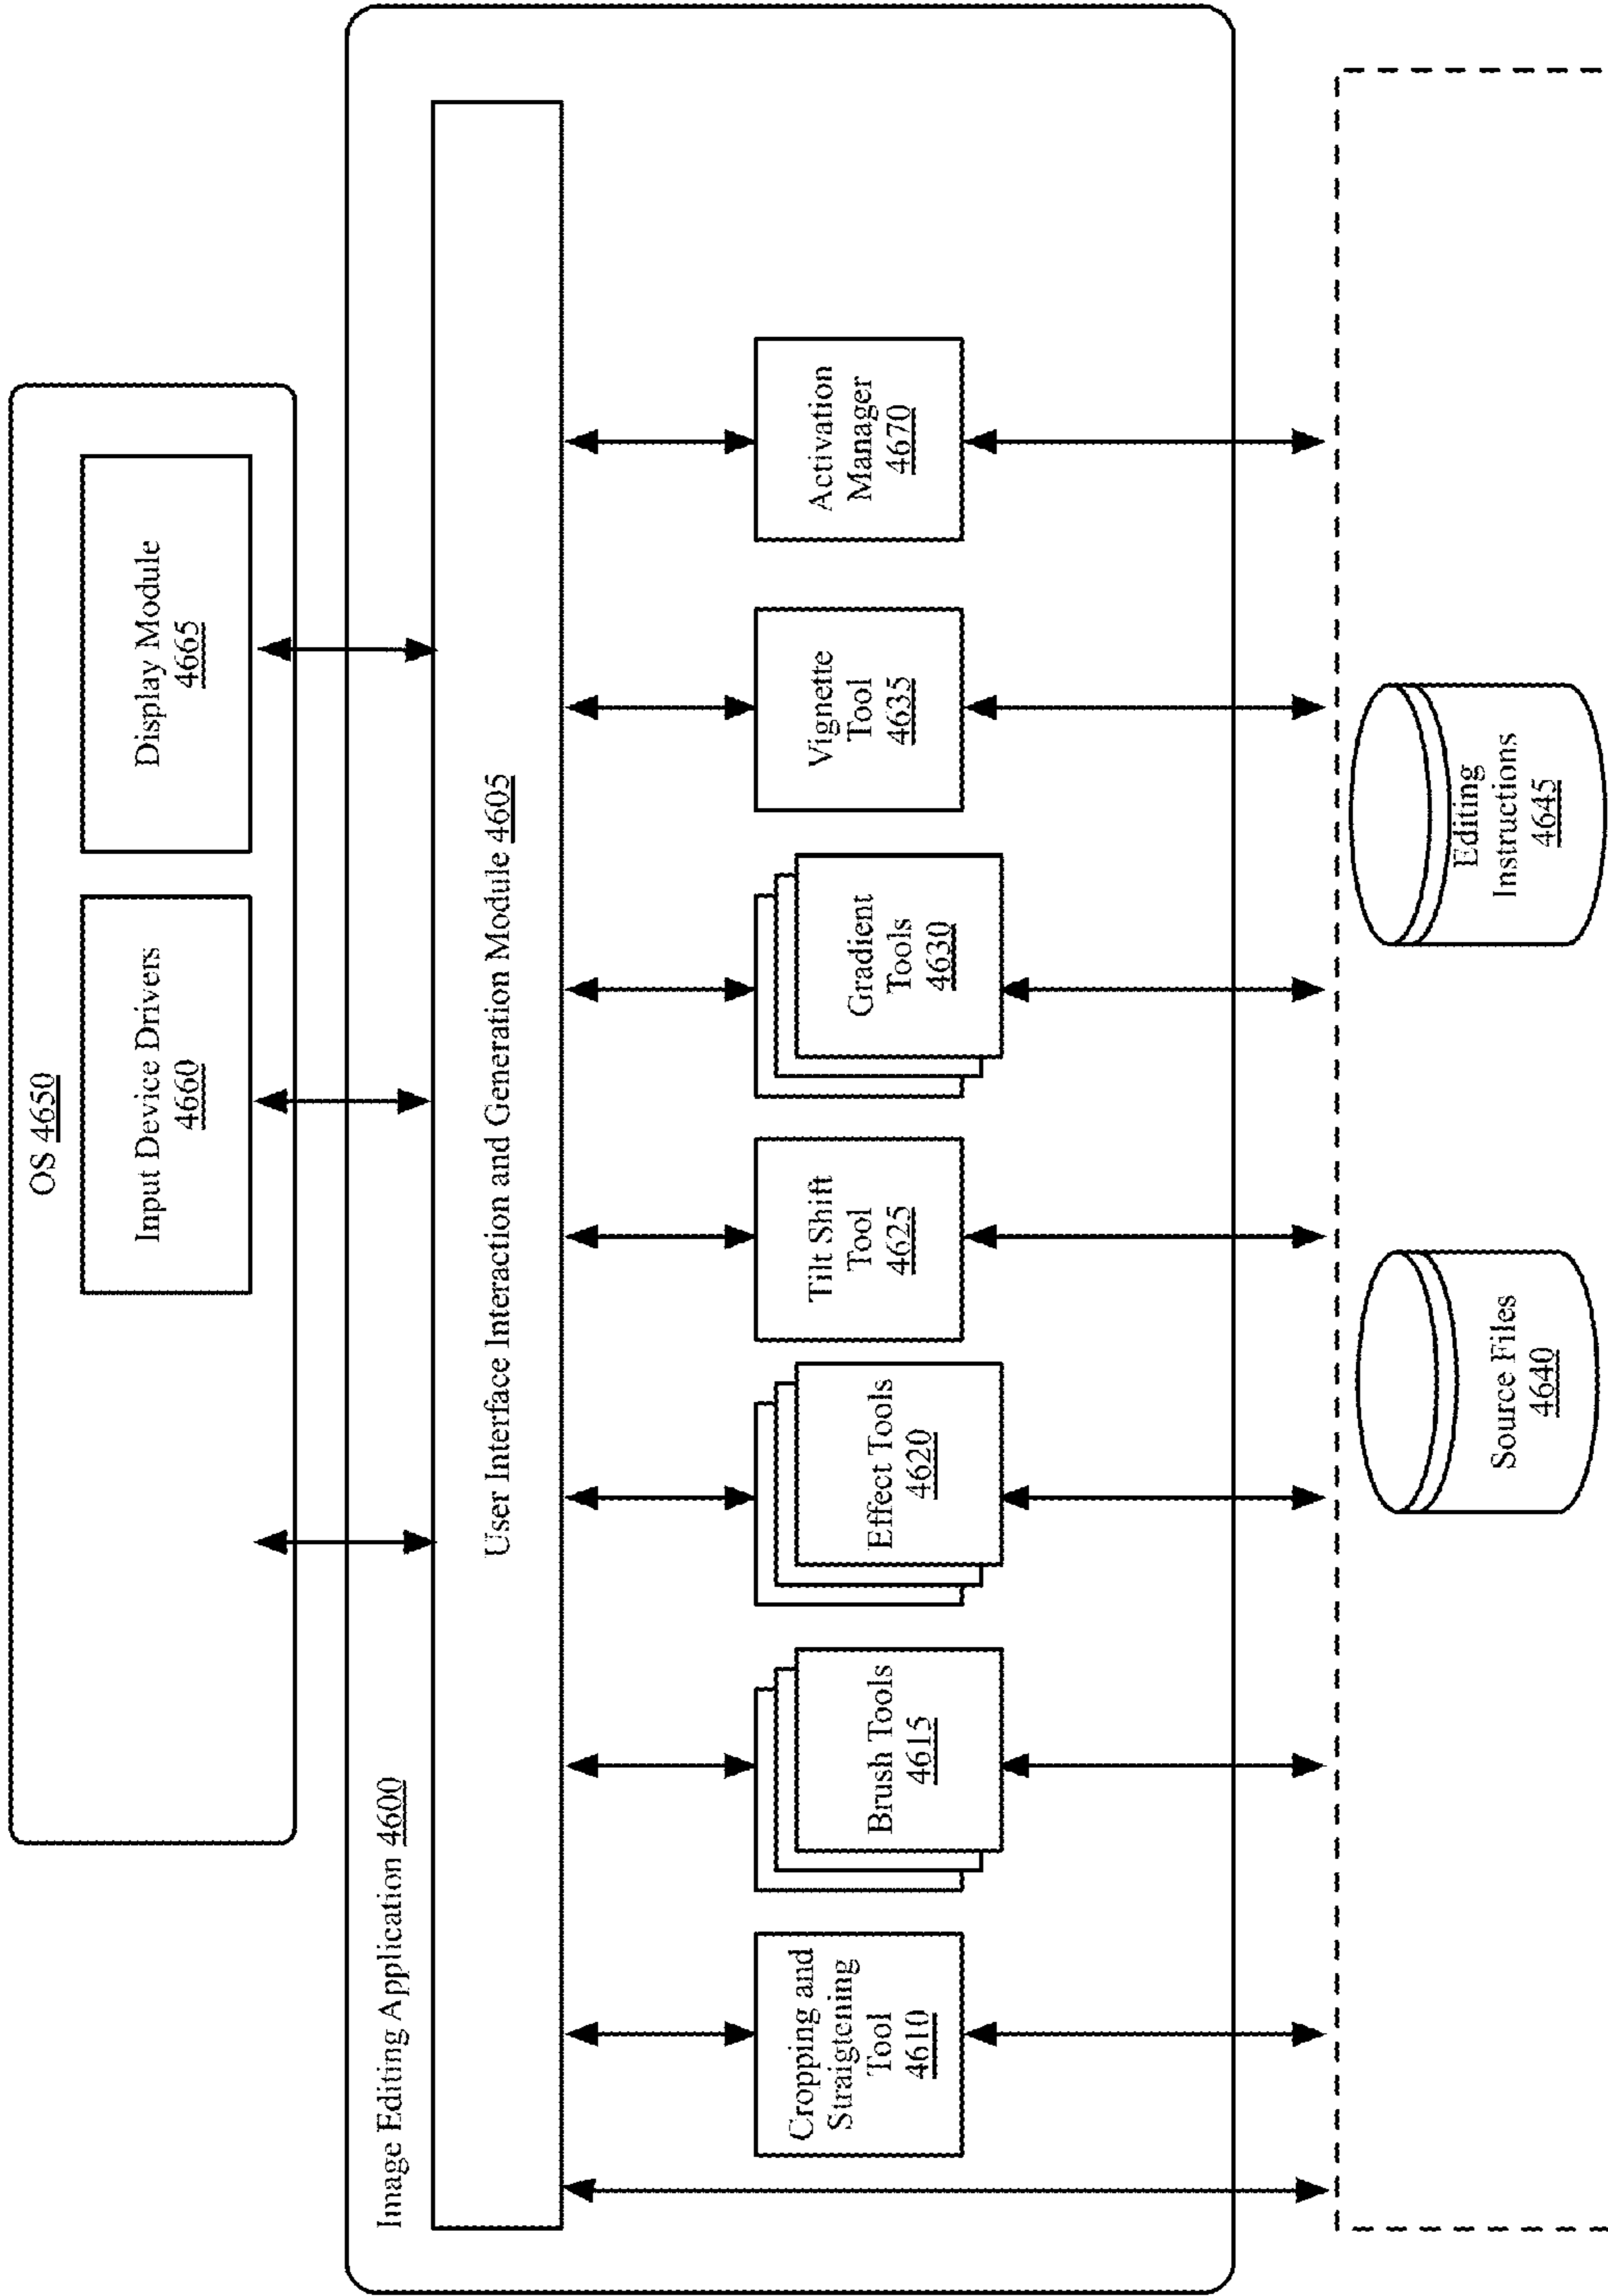 OS 4650
Input Device Drivers
4660
Display Module
4665
Image Editing Application 4600
User Interface Interaction and Generation Module 4605
Cropping and
Straigtening
Tool
4610
Brush Tools
4615
Effect Tools
4620
Tilt Shift
Tool
4625
Gradient
Tools
4630
Vignette
Tool
4635
Activation
Manager
4670
Source Files
4640
Editing
Instructions
4645